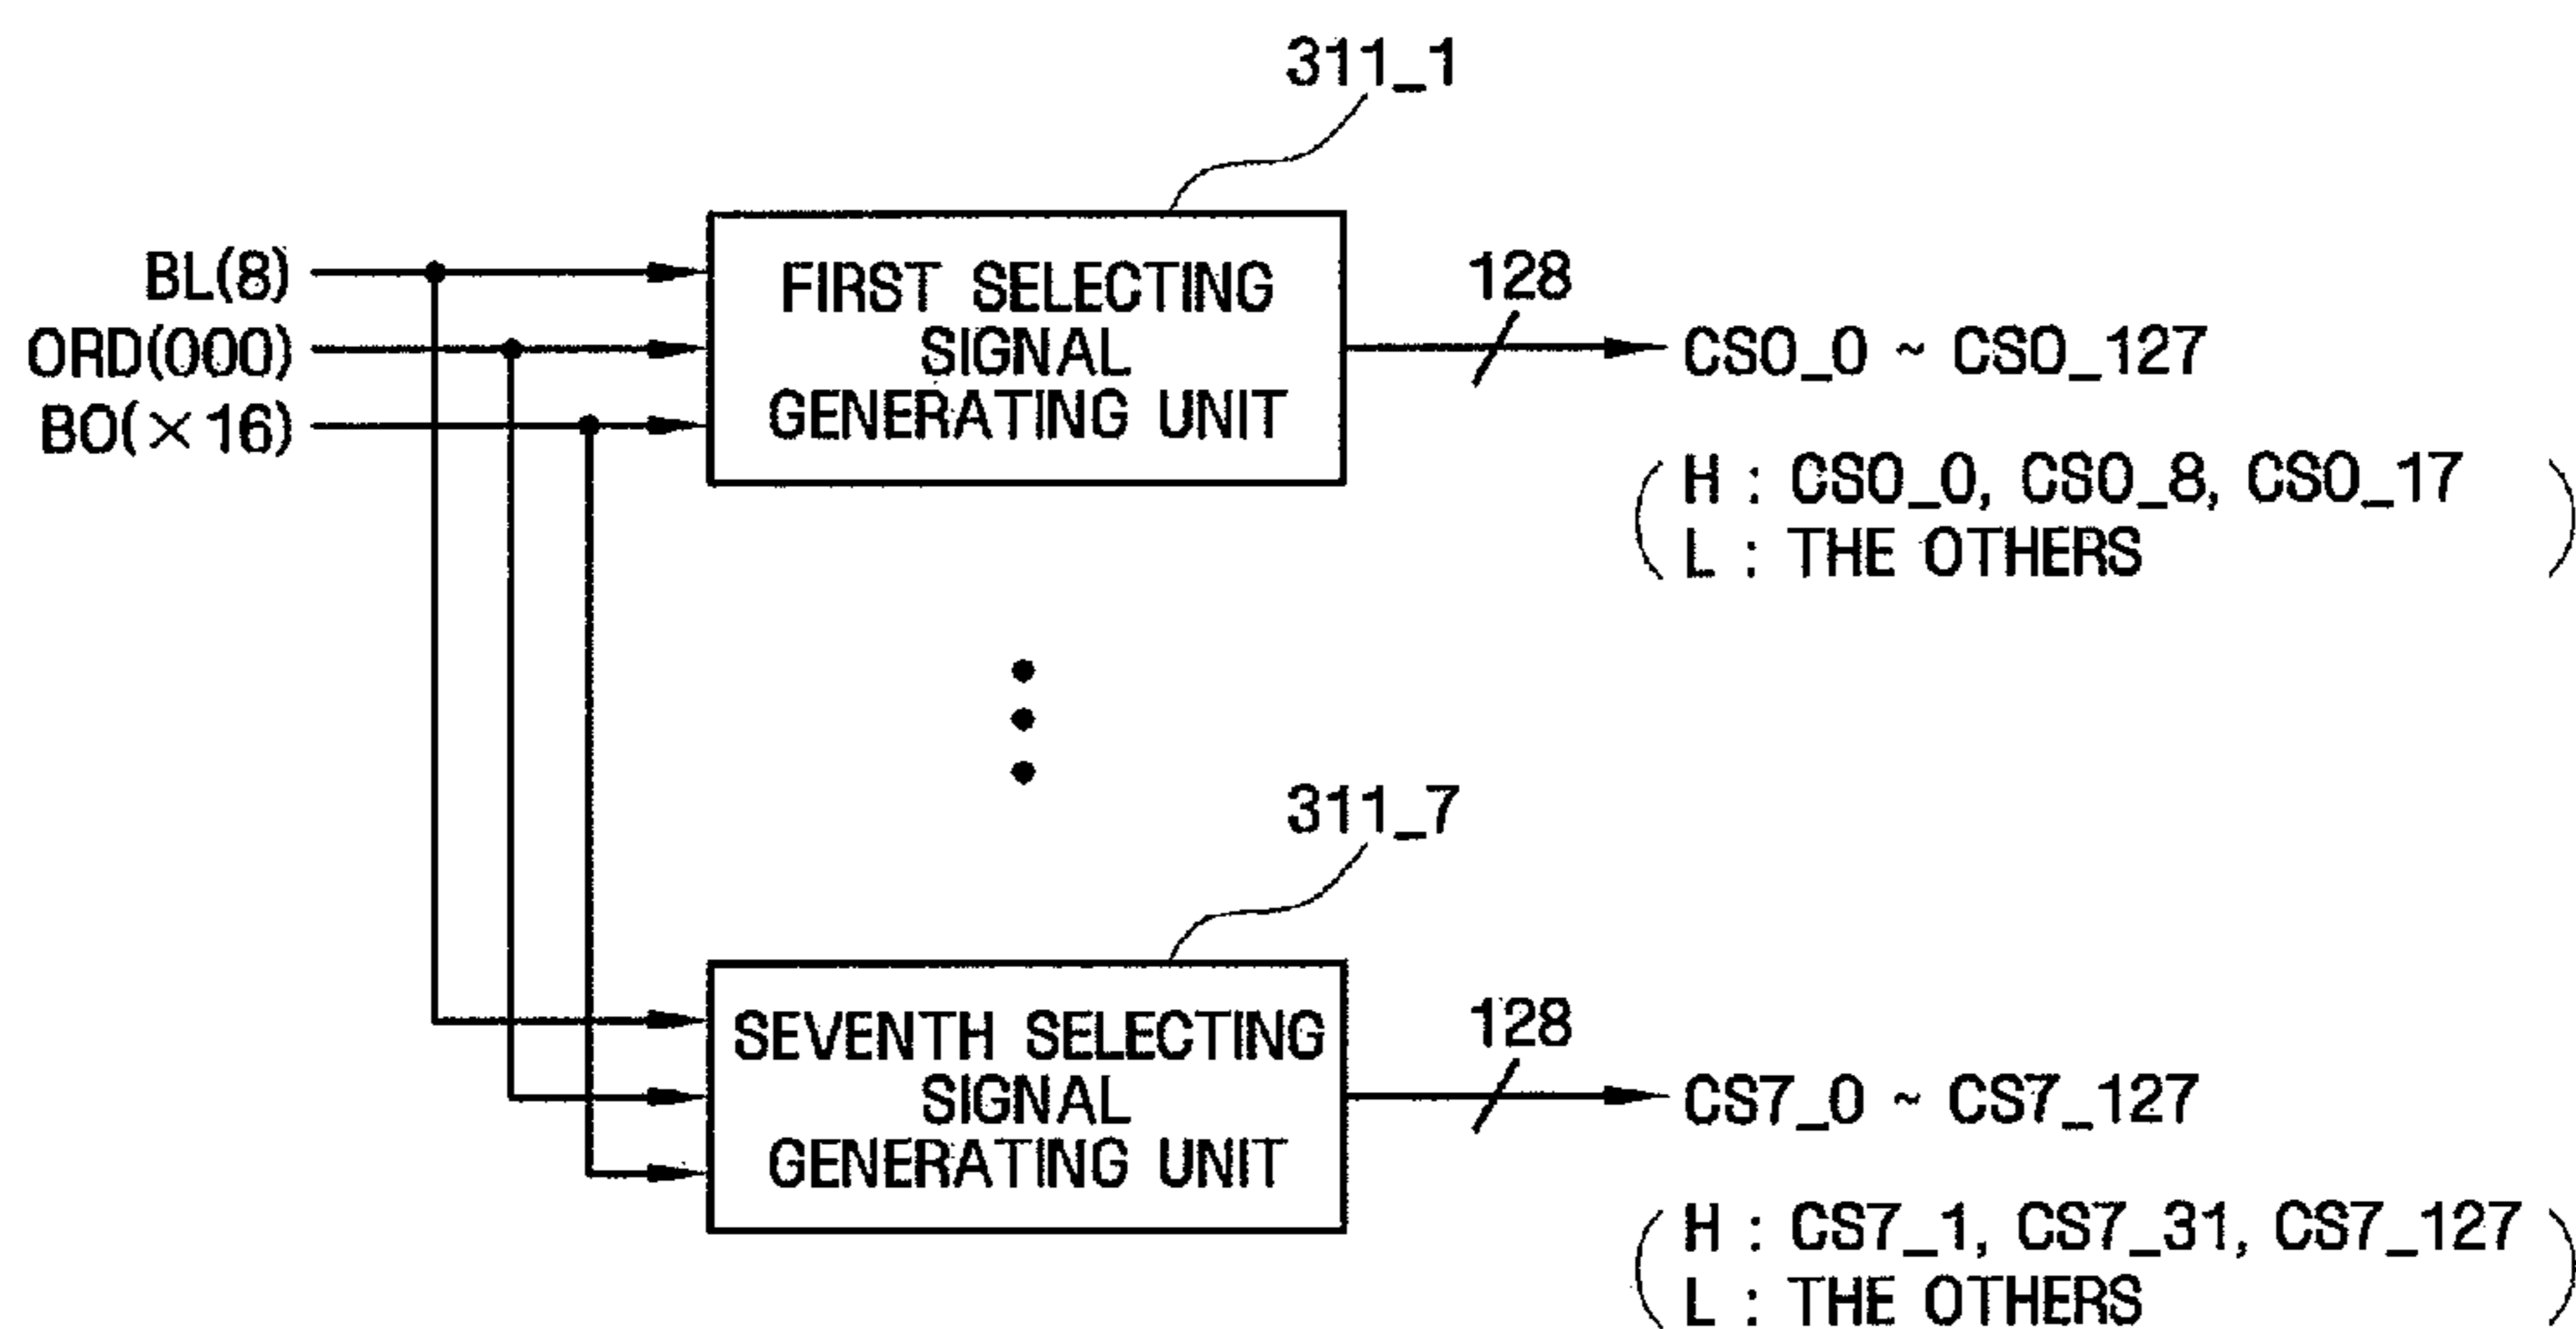 311_1
BL(8)
ORD(000)
BO(×16)
FIRST SELECTING
SIGNAL
GENERATING UNIT
128
CS0_0 ~ CS0_127
H : CS0_0, CS0_8, CS0_17
L : THE OTHERS
311_7
SEVENTH SELECTING
SIGNAL
GENERATING UNIT
128
CS7_0 ~ CS7_127
H : CS7_1, CS7_31, CS7_127
L : THE OTHERS